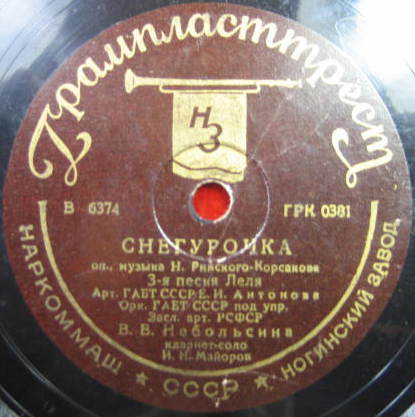 Грампласттрест
НЗ
В 6374
ГРК 0381
СНЕГУРОЧКА
оп., музыка Н. Римского-Корсакова
3-я песня Леля
Арт. ГАБТ СССР Е. И. Антонова
Орк. ГАБТ СССР под упр.
Засл. арт. РСФСР
В. В. Небольсина
кларнет-соло
И. Н. Майоров
НАРКОММАШ ★ СССР ★ НОГИНСКИЙ ЗАВОД